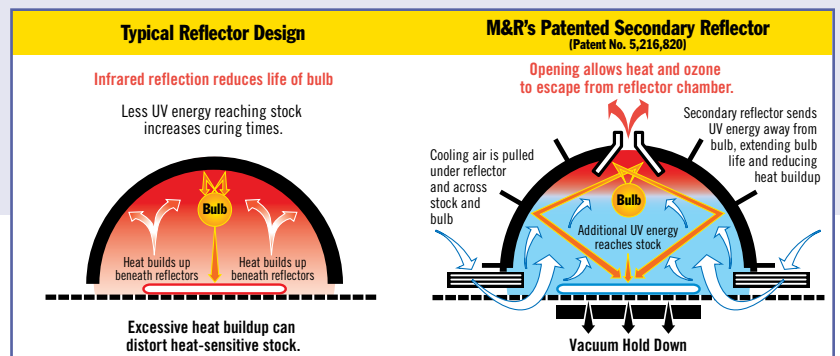 Typical Reflector Design
Infrared reflection reduces life of bulb
Less UV energy reaching stock
increases curing times.
Bulb
Heat builds up
beneath reflectors
Heat builds up
beneath reflectors
Excessive heat buildup can
distort heat-sensitive stock.
M&R's Patented Secondary Reflector
(Patent No. 5,216,820)
Opening allows heat and ozone
to escape from reflector chamber.
Cooling air is pulled
under reflector
and across
stock and
bulb
Secondary reflector sends
UV energy away from
bulb, extending bulb
life and reducing
heat buildup
Bulb
Additional UV energy
reaches stock
Vacuum Hold Down